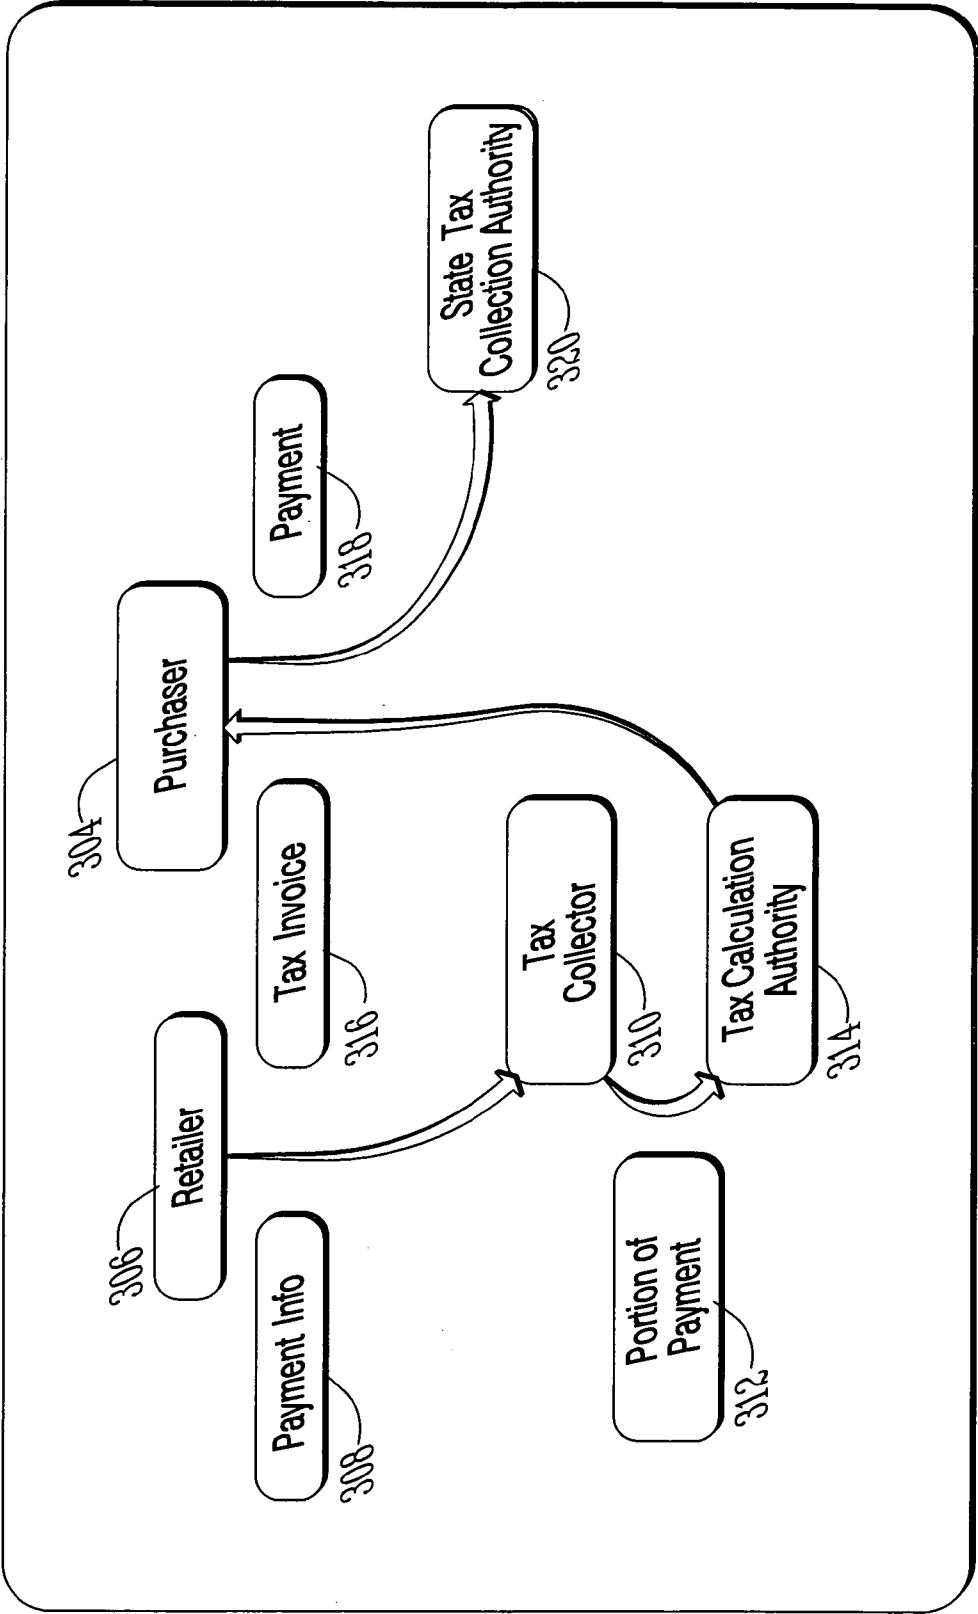 304
306
Purchaser
Retailer
Payment Info
Tax Invoice
Payment
308
316
318
State Tax
Collection Authority
320
Tax
Collector
310
Portion of
Payment
312
Tax Calculation
Authority
314